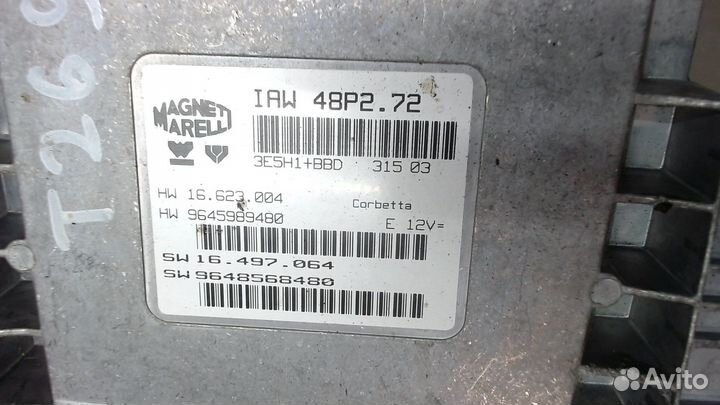 T269
MAGNETI
MARELLI
IAW 48P2.72
3E5H1+BBD 315 03
HW 16.623.004
HW 9645989480
Corbetta
E 12V=
SW 16.497.064
SW 9648568480
Avito